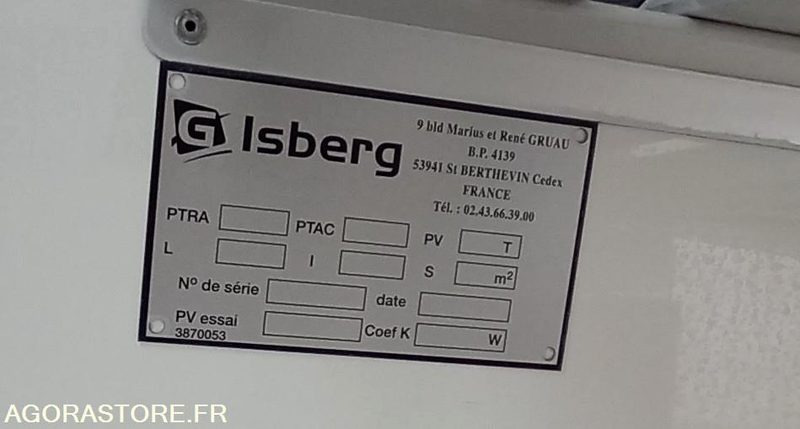 G Isberg
9 bld Marius et René GRUAU
B.P. 4139
53941 St BERTHEVIN Cedex
FRANCE
Tél. : 02.43.66.39.00
PTRA PTAC PV T
L l S m²
Nº de série date
PV essai Coef K W
3870053
AGORASTORE.FR